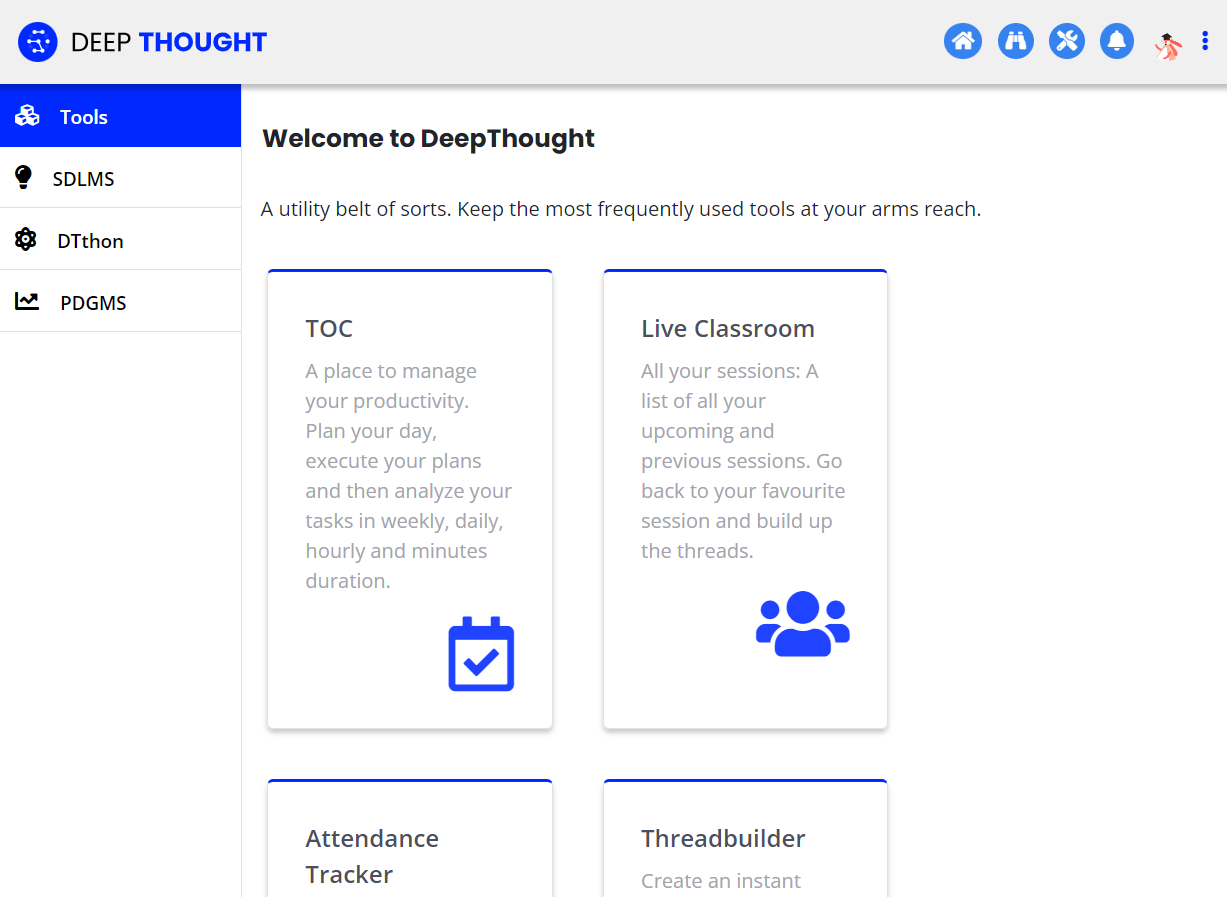 DEEP THOUGHT
Tools
SDLMS
DTthon
PDGMS
Welcome to DeepThought
A utility belt of sorts. Keep the most frequently used tools at your arms reach.
TOC
A place to manage
your productivity.
Plan your day,
execute your plans
and then analyze your
tasks in weekly, daily,
hourly and minutes
duration.
Live Classroom
All your sessions: A
list of all your
upcoming and
previous sessions. Go
back to your favourite
session and build up
the threads.
Attendance
Tracker
Threadbuilder
Create an instant